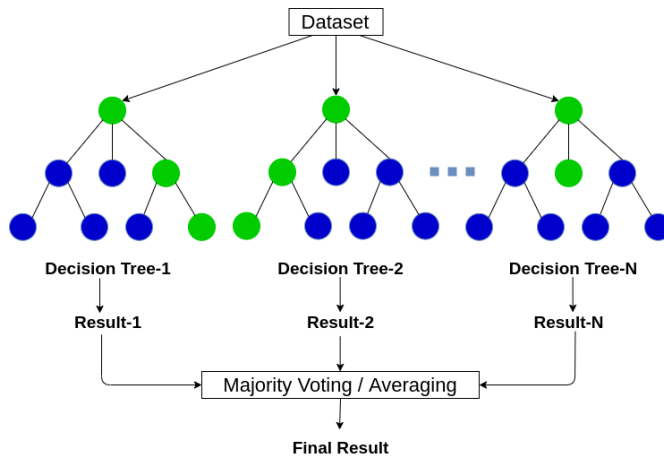 Dataset
Decision Tree-1
Decision Tree-2
Decision Tree-N
Result-1
Result-2
Result-N
Majority Voting / Averaging
Final Result